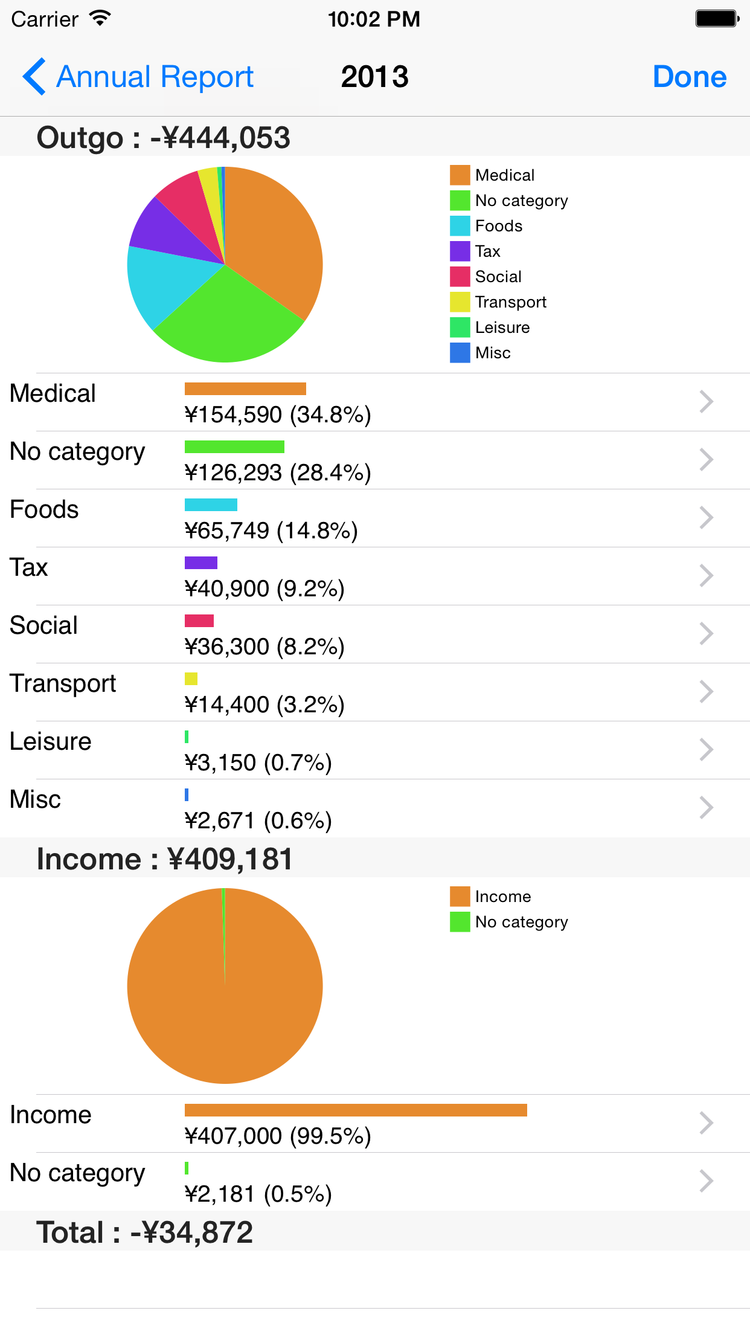 Carrier 10:02 PM
Annual Report 2013 Done
Outgo : -¥444,053
Medical
No category
Foods
Tax
Social
Transport
Leisure
Misc
Medical
¥154,590 (34.8%)
No category
¥126,293 (28.4%)
Foods
¥65,749 (14.8%)
Tax
¥40,900 (9.2%)
Social
¥36,300 (8.2%)
Transport
¥14,400 (3.2%)
Leisure
¥3,150 (0.7%)
Misc
¥2,671 (0.6%)
Income : ¥409,181
Income
No category
Income
¥407,000 (99.5%)
No category
¥2,181 (0.5%)
Total : -¥34,872